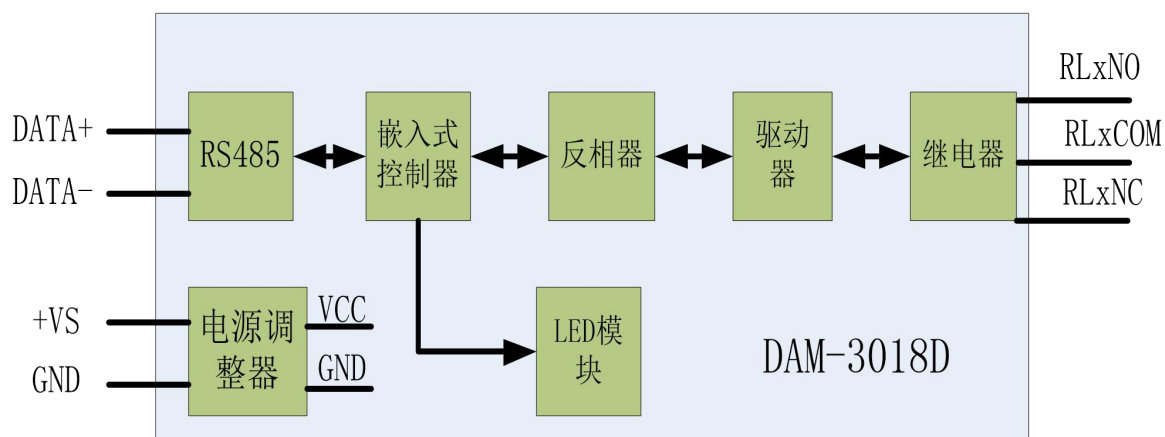 RLxNO
DATA+
RS485
嵌入式
控制器
反相器
驱动
器
继电器
RLxCOM
DATA-
RLxNC
+VS
电源调
整器
VCC
GND
GND
LED模
块
DAM-3018D